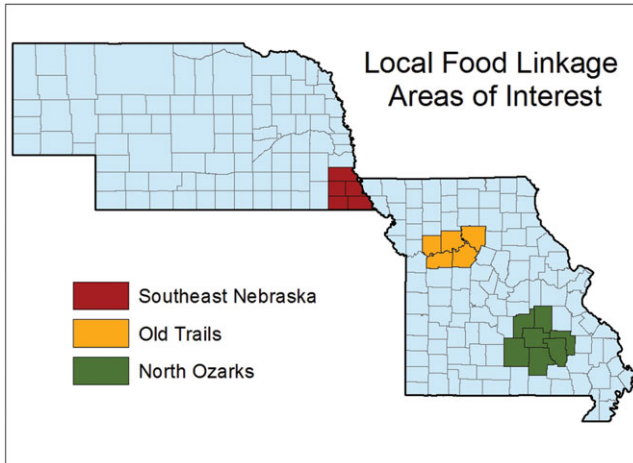 Local Food Linkage
Areas of Interest
Southeast Nebraska
Old Trails
North Ozarks